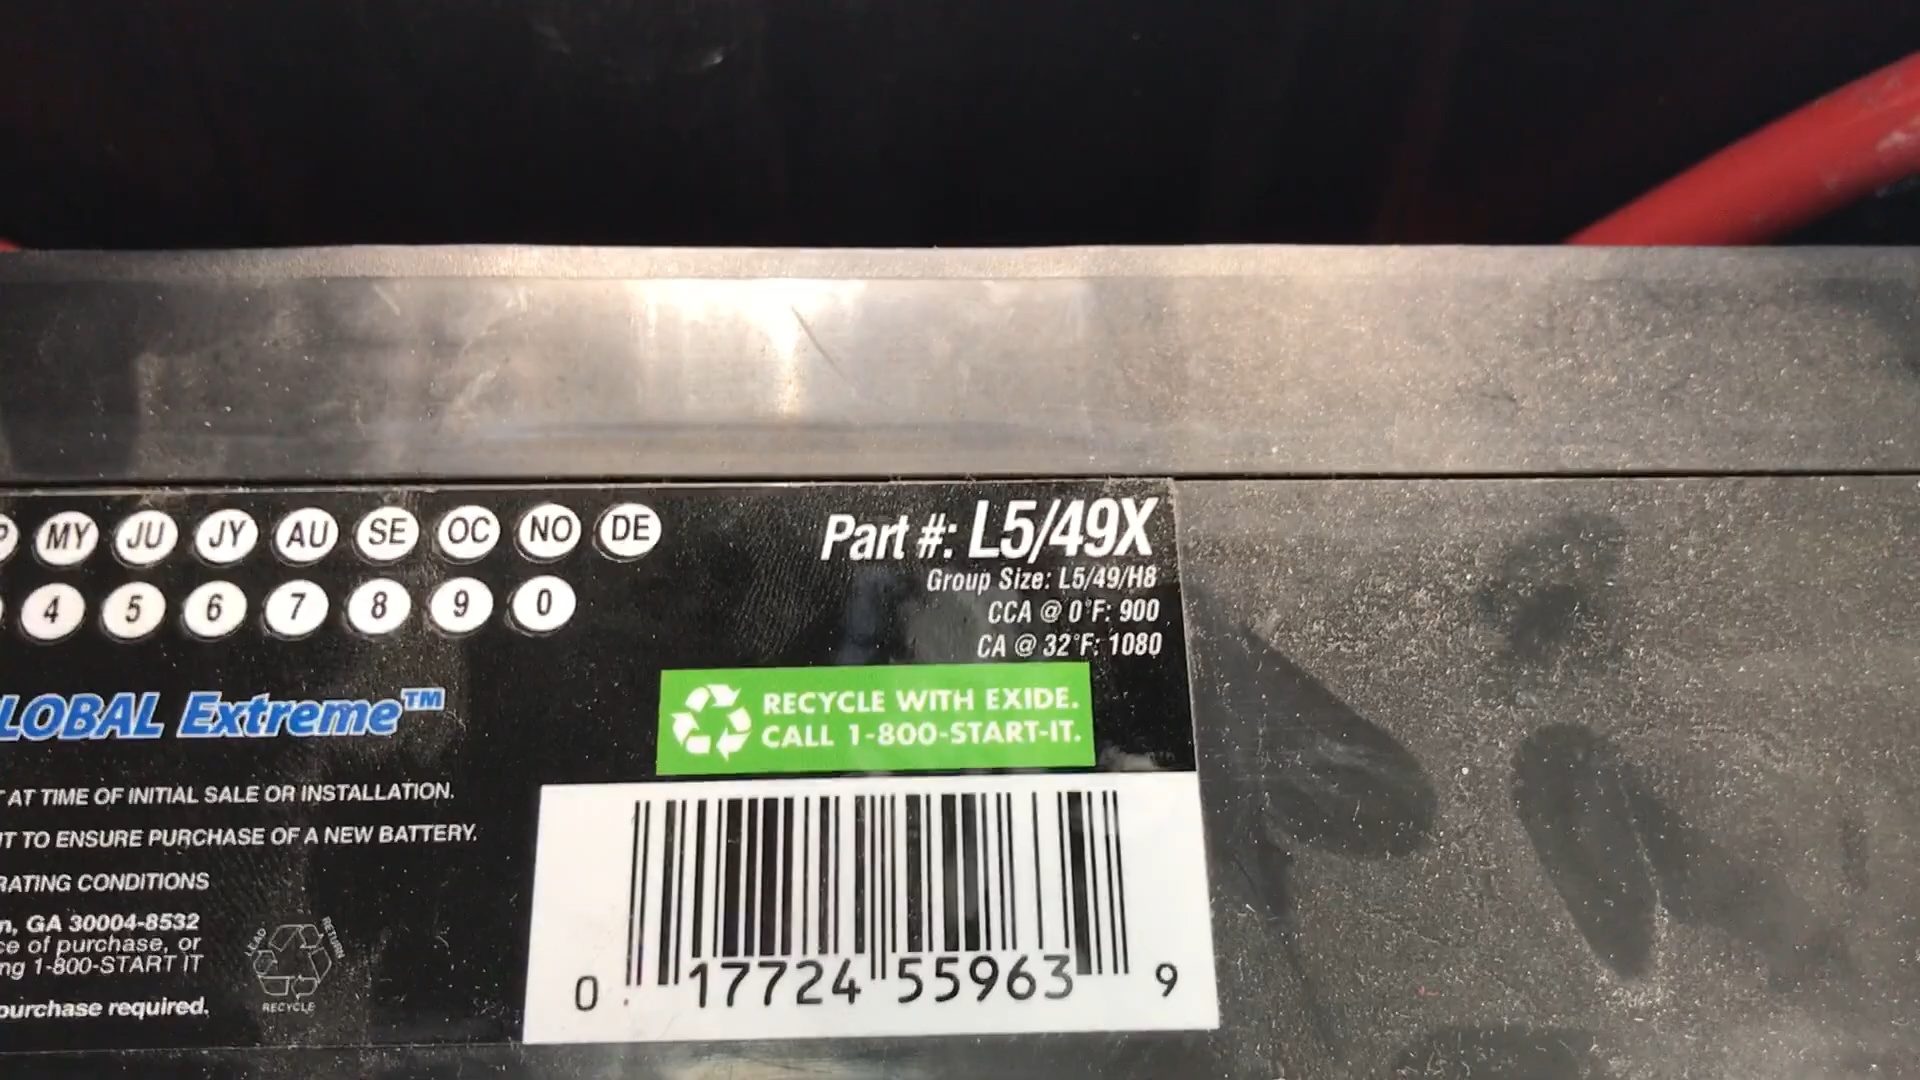 MY JU JY AU SE OC NO DE
4 5 6 7 8 9 0
Part #: L5/49X
Group Size: L5/49/H8
CCA @ 0°F: 900
CA @ 32°F: 1080
LOBAL Extreme™
RECYCLE WITH EXIDE.
CALL 1-800-START-IT.
AT TIME OF INITIAL SALE OR INSTALLATION.
TO ENSURE PURCHASE OF A NEW BATTERY.
RATING CONDITIONS
n, GA 30004-8532
ce of purchase, or
ng 1-800-START IT
purchase required.
LEAD RETURN
RECYCLE
0 17724 55963 9